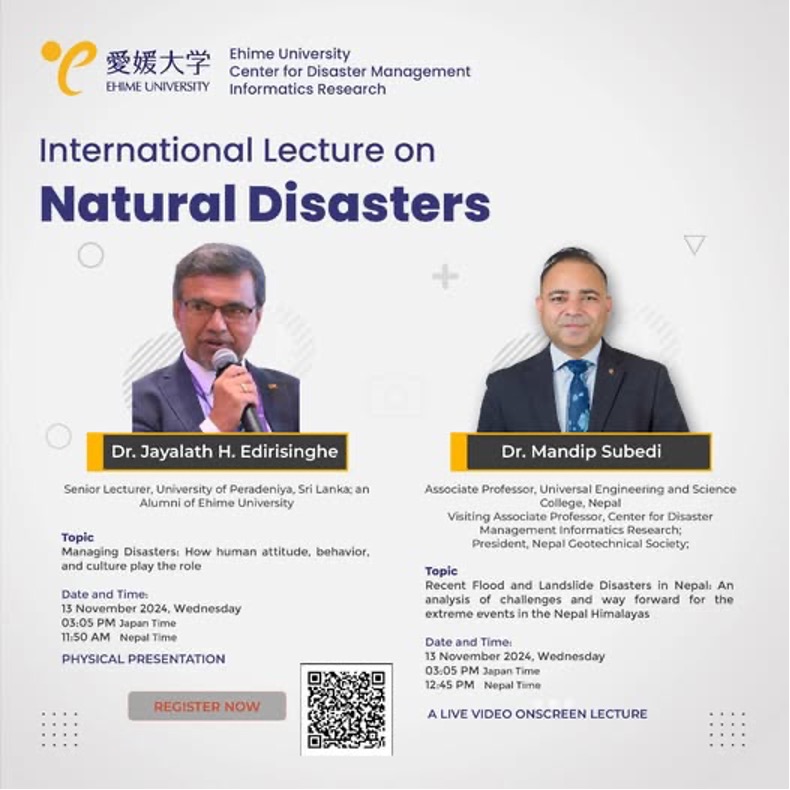 愛媛大学
EHIME UNIVERSITY
Ehime University
Center for Disaster Management
Informatics Research
International Lecture on
Natural Disasters
Dr. Jayalath H. Edirisinghe
Senior Lecturer, University of Peradeniya, Sri Lanka; an
Alumni of Ehime University
Topic
Managing Disasters: How human attitude, behavior,
and culture play the role
Date and Time:
13 November 2024, Wednesday
03:05 PM Japan Time
11:50 AM Nepal Time
PHYSICAL PRESENTATION
REGISTER NOW
Dr. Mandip Subedi
Associate Professor, Universal Engineering and Science
College, Nepal
Visiting Associate Professor, Center for Disaster
Management Informatics Research;
President, Nepal Geotechnical Society;
Topic
Recent Flood and Landslide Disasters in Nepal: An
analysis of challenges and way forward for the
extreme events in the Nepal Himalayas
Date and Time:
13 November 2024, Wednesday
03:05 PM Japan Time
12:45 PM Nepal Time
A LIVE VIDEO ONSCREEN LECTURE